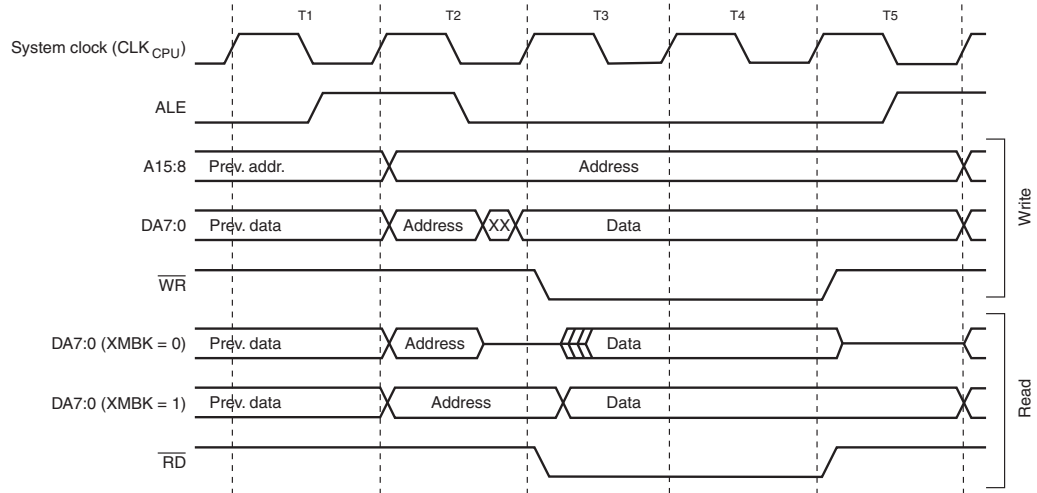 T1 T2 T3 T4 T5
System clock (CLK CPU)
ALE
A15:8 Prev. addr. Address
DA7:0 Prev. data Address XX Data
WR
Write
DA7:0 (XMBK = 0) Prev. data Address Data
DA7:0 (XMBK = 1) Prev. data Address Data
RD
Read